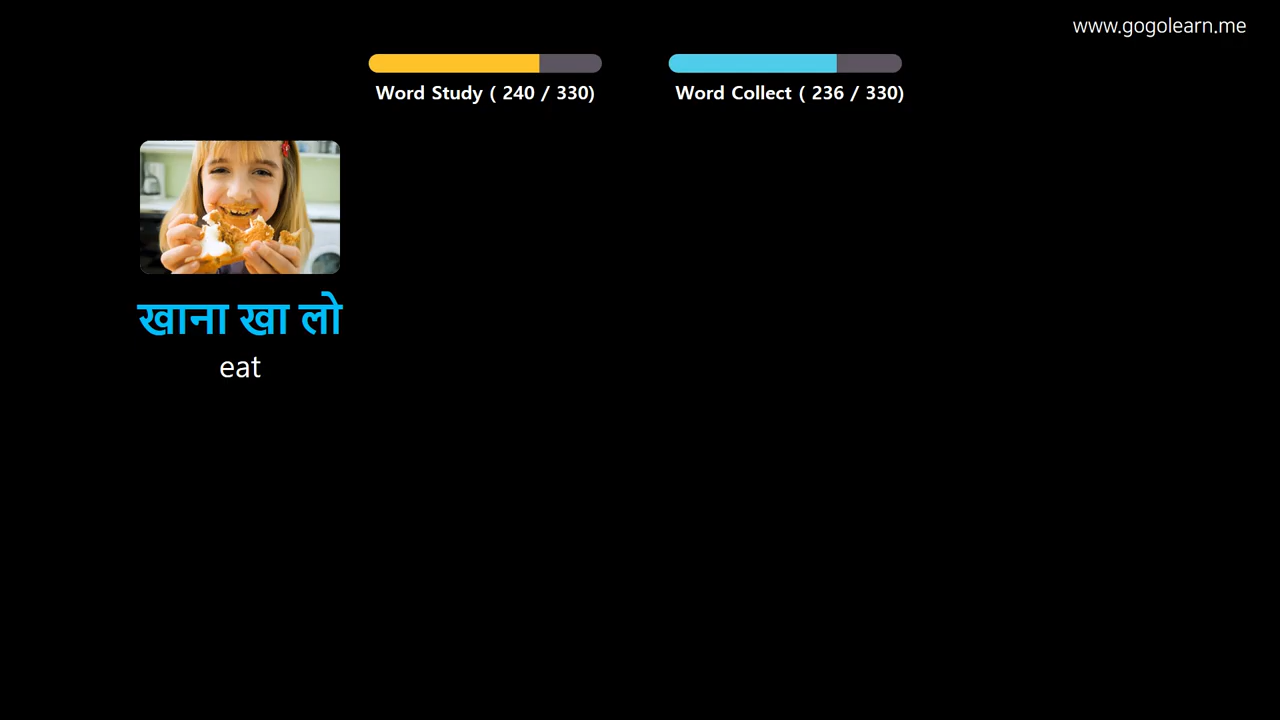 www.gogolearn.me
Word Study ( 240 / 330)
Word Collect ( 236 / 330)
खाना खा लो
eat